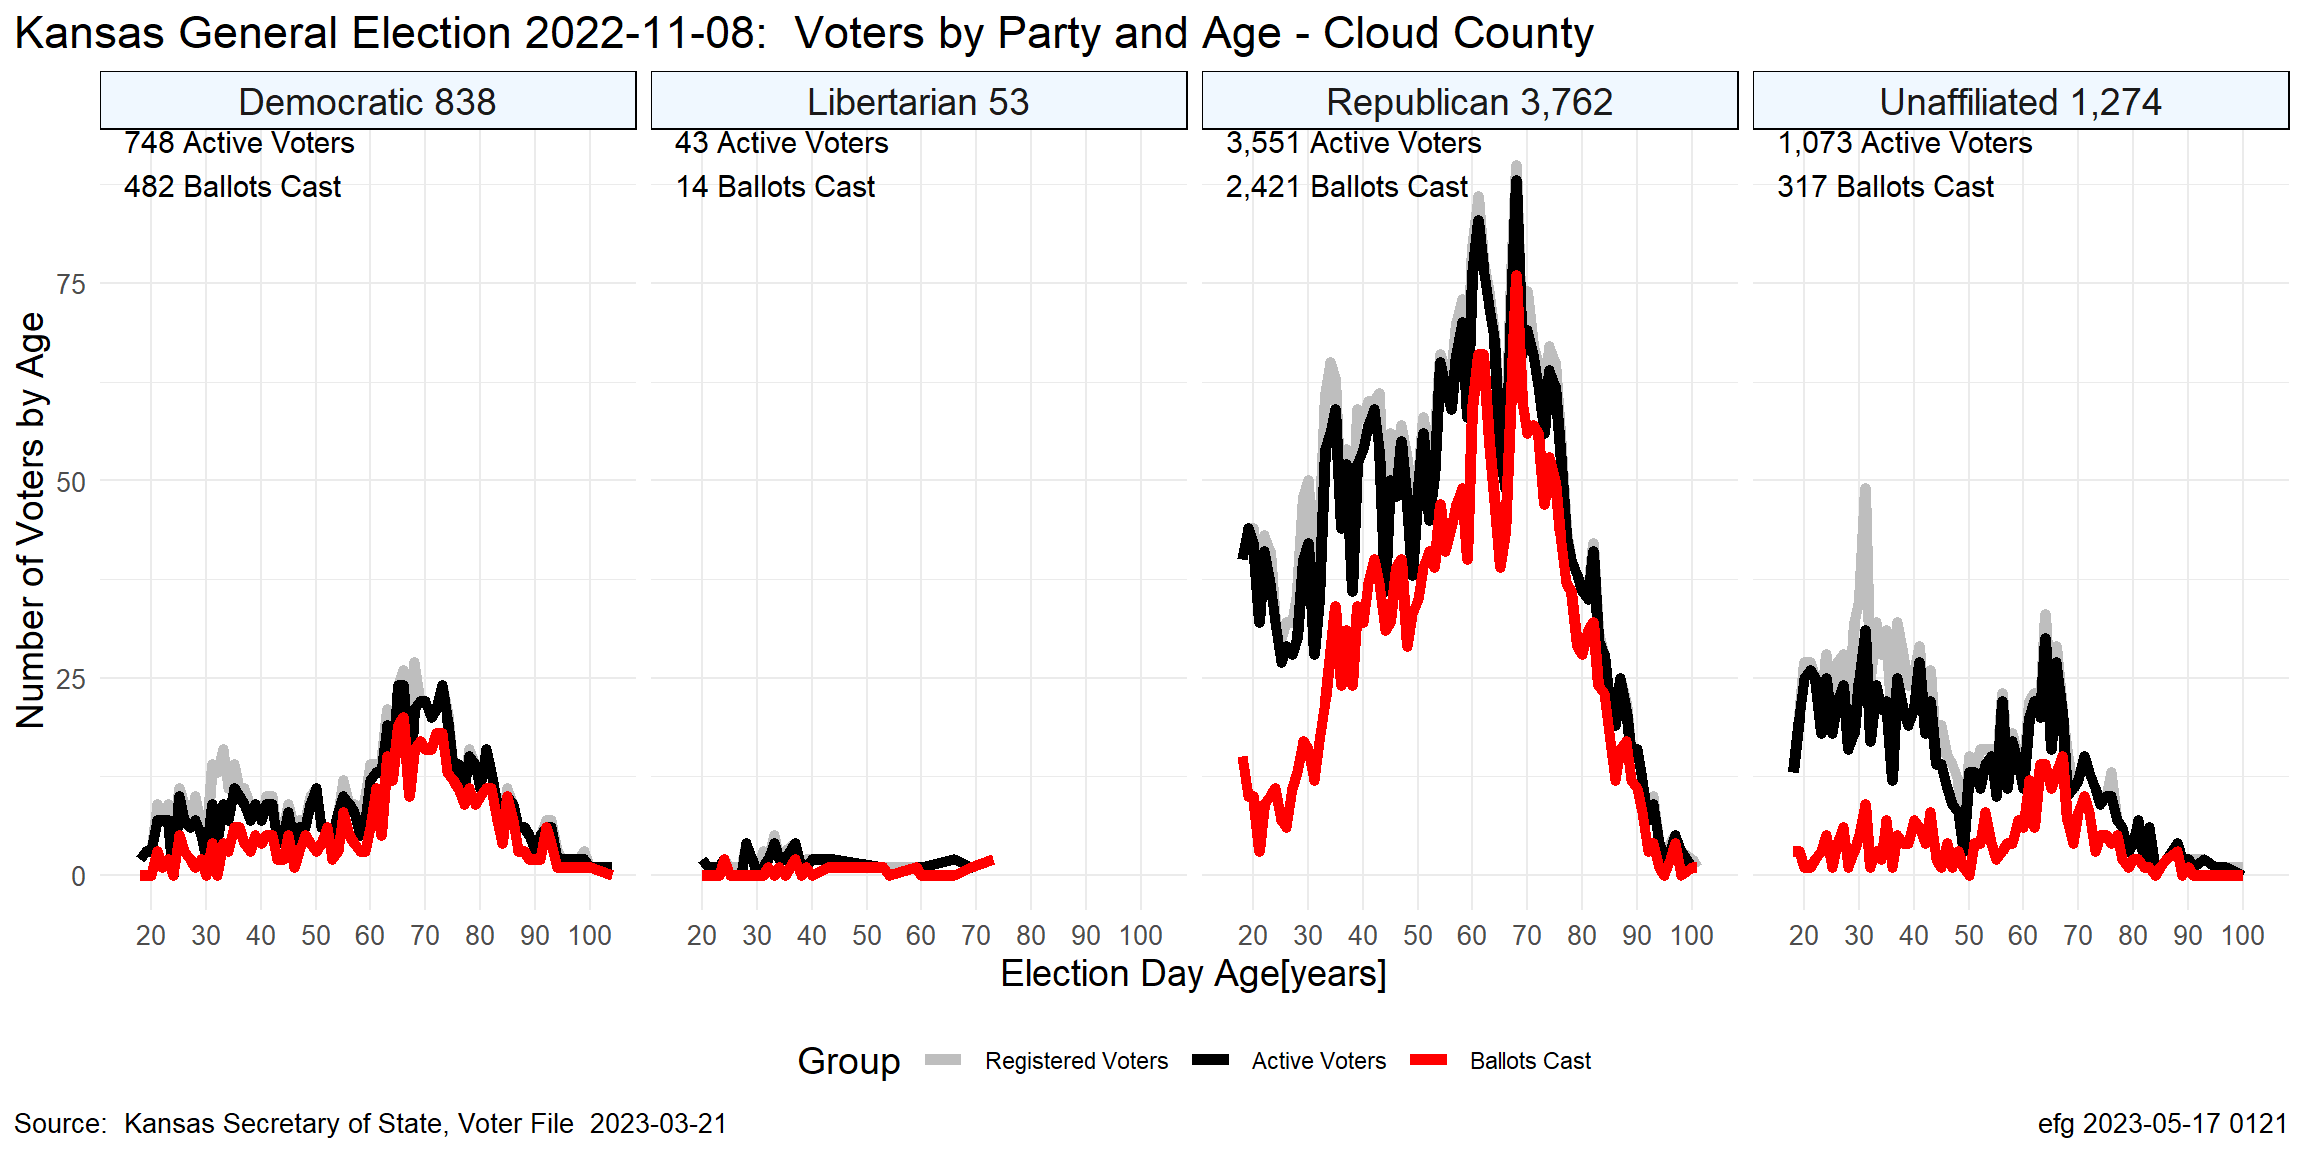 Kansas General Election 2022-11-08:  Voters by Party and Age - Cloud County
Democratic 838
Libertarian 53
Republican 3,762
Unaffiliated 1,274
748 Active Voters
482 Ballots Cast
43 Active Voters
14 Ballots Cast
3,551 Active Voters
2,421 Ballots Cast
1,073 Active Voters
317 Ballots Cast
Number of Voters by Age
75
50
25
0
20 30 40 50 60 70 80 90 100
20 30 40 50 60 70 80 90 100
20 30 40 50 60 70 80 90 100
20 30 40 50 60 70 80 90 100
Election Day Age[years]
Group Registered Voters Active Voters Ballots Cast
Source:  Kansas Secretary of State, Voter File  2023-03-21
efg 2023-05-17 0121